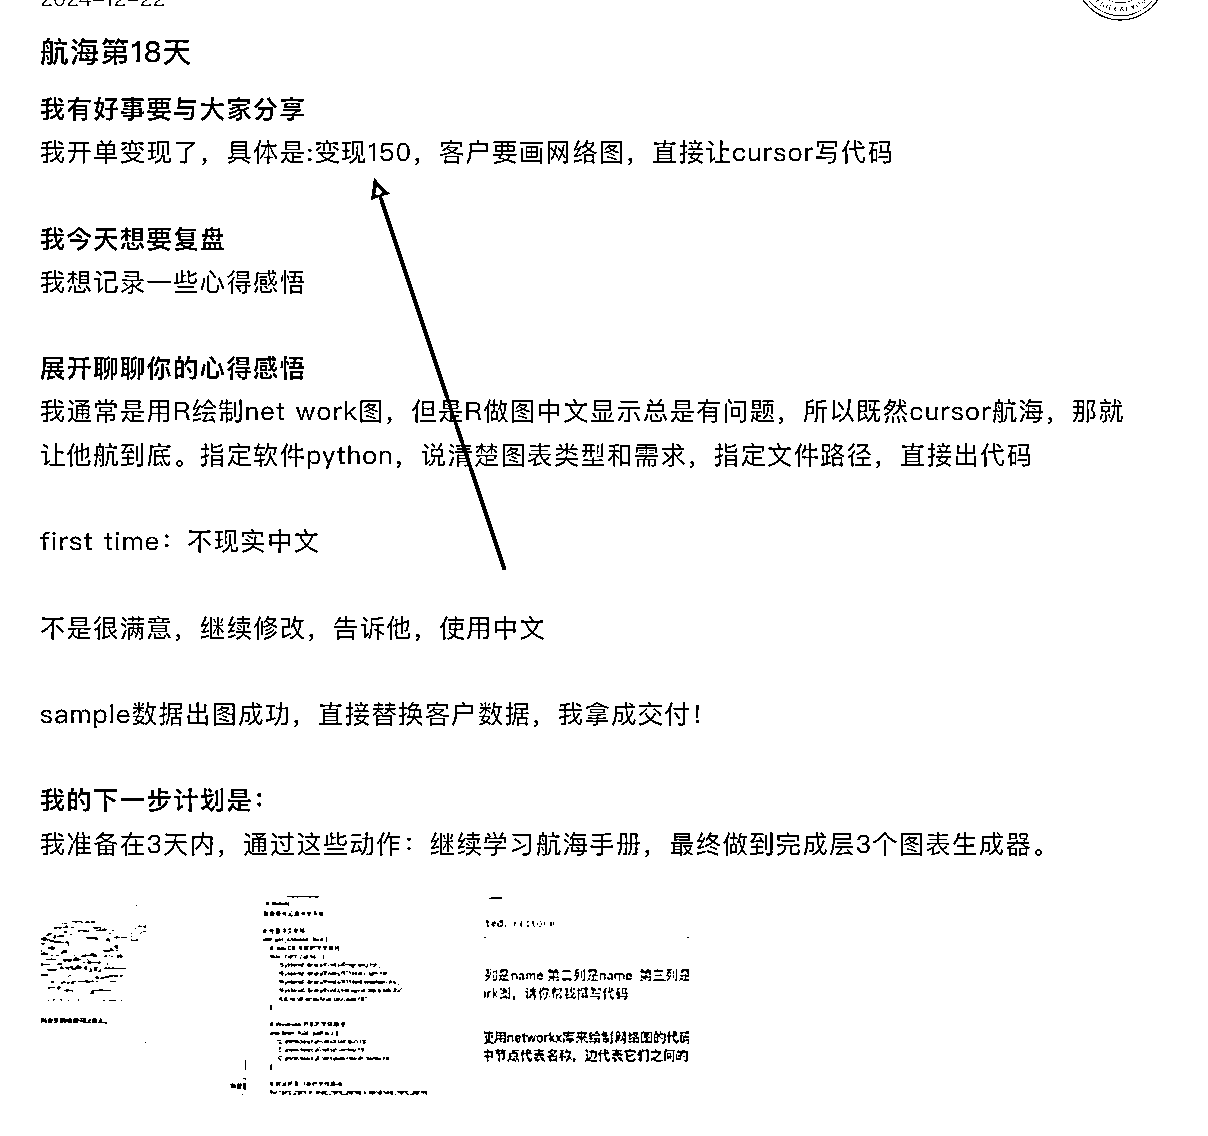 2024-12-22
航海第18天
我有好事要与大家分享
我开单变现了，具体是:变现150，客户要画网络图，直接让cursor写代码
我今天想要复盘
我想记录一些心得感悟
展开聊聊你的心得感悟
我通常是用R绘制net work图，但是R做图中文显示总是有问题，所以既然cursor航海，那就
让他航到底。指定软件python，说清楚图表类型和需求，指定文件路径，直接出代码
first time：不现实中文
不是很满意，继续修改，告诉他，使用中文
sample数据出图成功，直接替换客户数据，我拿成交付！
我的下一步计划是：
我准备在3天内，通过这些动作：继续学习航海手册，最终做到完成层3个图表生成器。
列是name 第二列是name 第三列是
ork图，请你帮我撰写代码
使用networkx库来绘制网络图的代码
中节点代表名称，边代表它们之间的